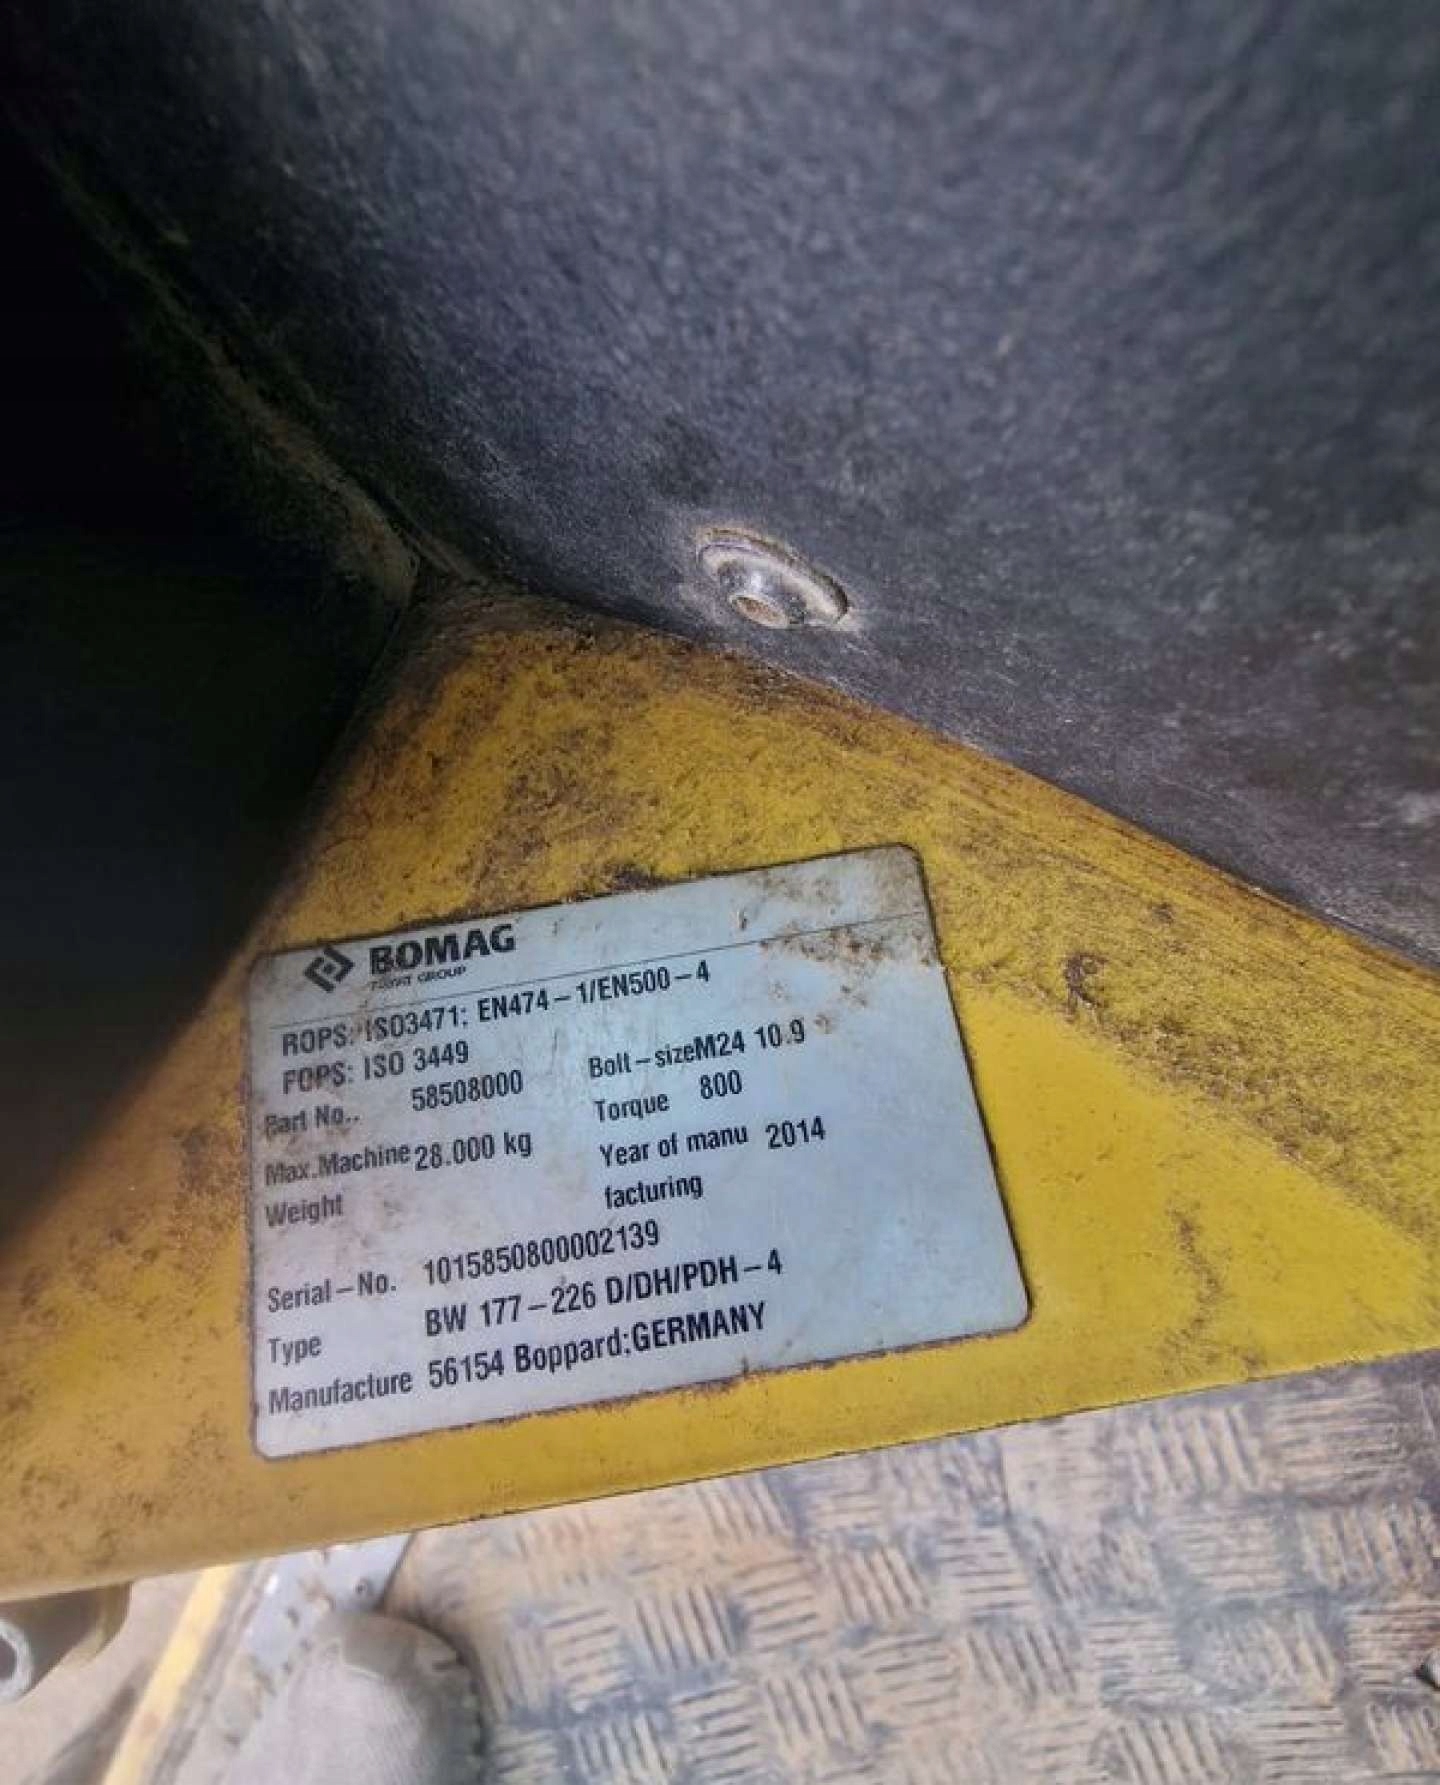 BOMAG
FAYAT GROUP
ROPS: ISO3471; EN474-1/EN500-4
FOPS: ISO 3449
Part No.. 58508000 Bolt-sizeM24 10.9
Max.Machine 28.000 kg Torque 800
Weight Year of manu 2014
facturing
Serial-No. 1015850800002139
Type BW 177-226 D/DH/PDH-4
Manufacture 56154 Boppard;GERMANY